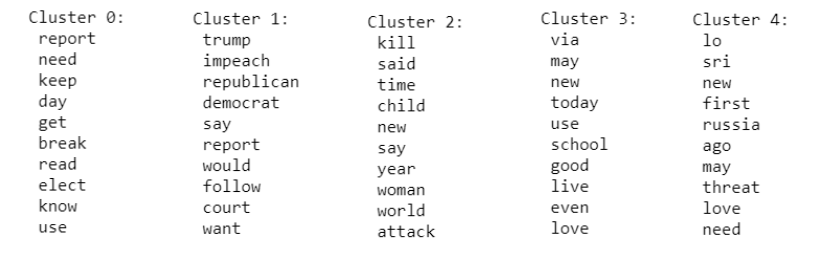 Cluster 0: Cluster 1: Cluster 2: Cluster 3: Cluster 4:
report trump kill via lo
need impeach said may sri
keep republican time new new
day democrat child today first
get say new use russia
break report say school ago
read would year good may
elect follow woman live threat
know court world even love
use want attack love need